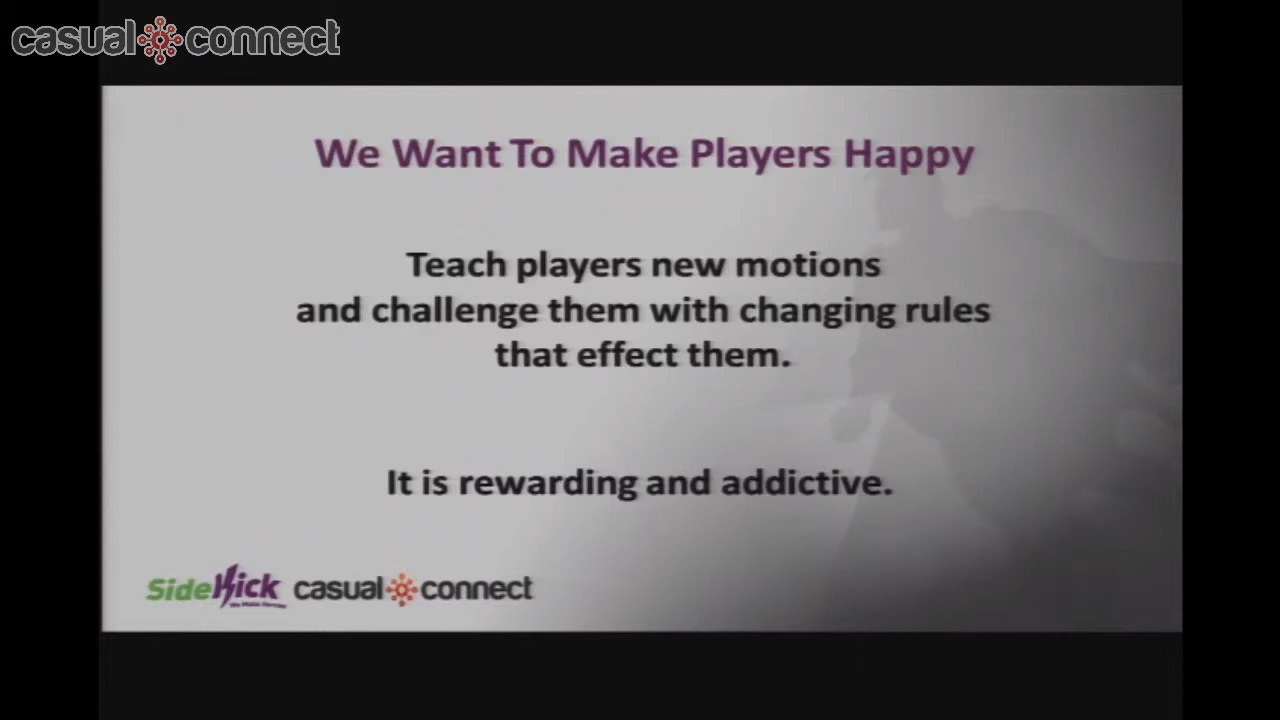 casual connect
We Want To Make Players Happy
Teach players new motions
and challenge them with changing rules
that effect them.
It is rewarding and addictive.
SideKick casual connect